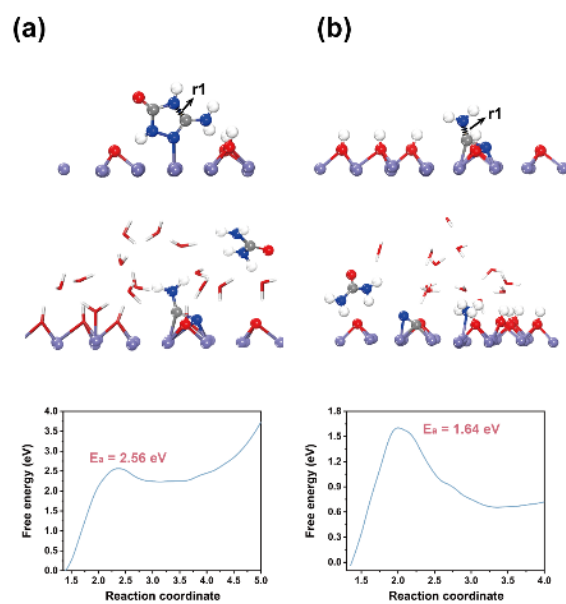 (a)
(b)
r1
r1
4.0
3.5
3.0
2.5
2.0
1.5
1.0
0.5
0.0
Free energy (eV)
Ea = 2.56 eV
1.5 2.0 2.5 3.0 3.5 4.0 4.5 5.0
Reaction coordinate
1.8
1.5
1.2
0.9
0.6
0.3
0.0
Free energy (eV)
Ea = 1.64 eV
1.5 2.0 2.5 3.0 3.5 4.0
Reaction coordinate